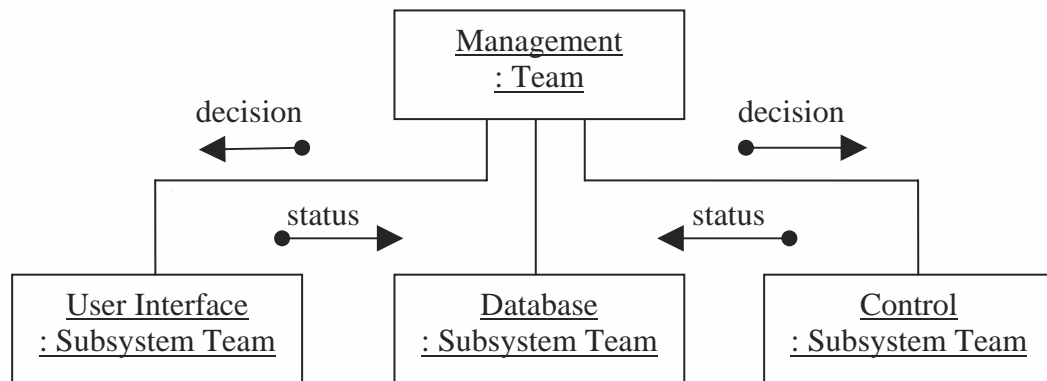 Management
: Team
decision
decision
status
status
User Interface
: Subsystem Team
Database
: Subsystem Team
Control
: Subsystem Team